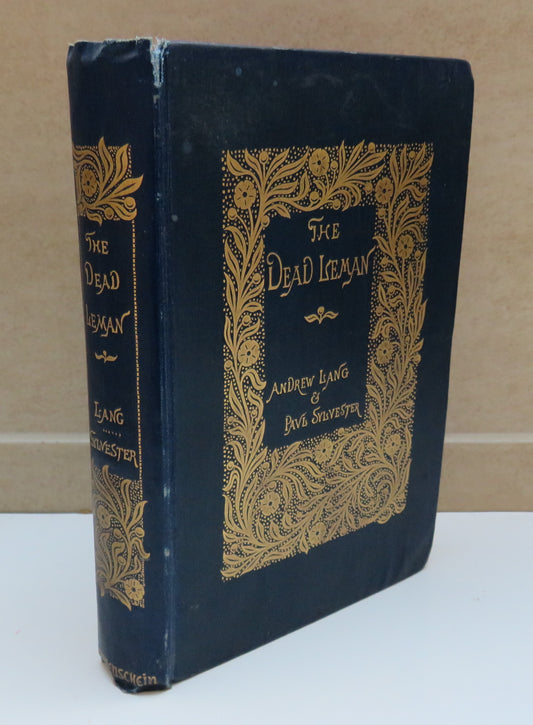 THE
DEAD
LEMAN
LANG
SYLVESTER
THE
DEAD LEMAN
ANDREW LANG
&
PAUL SYLVESTER